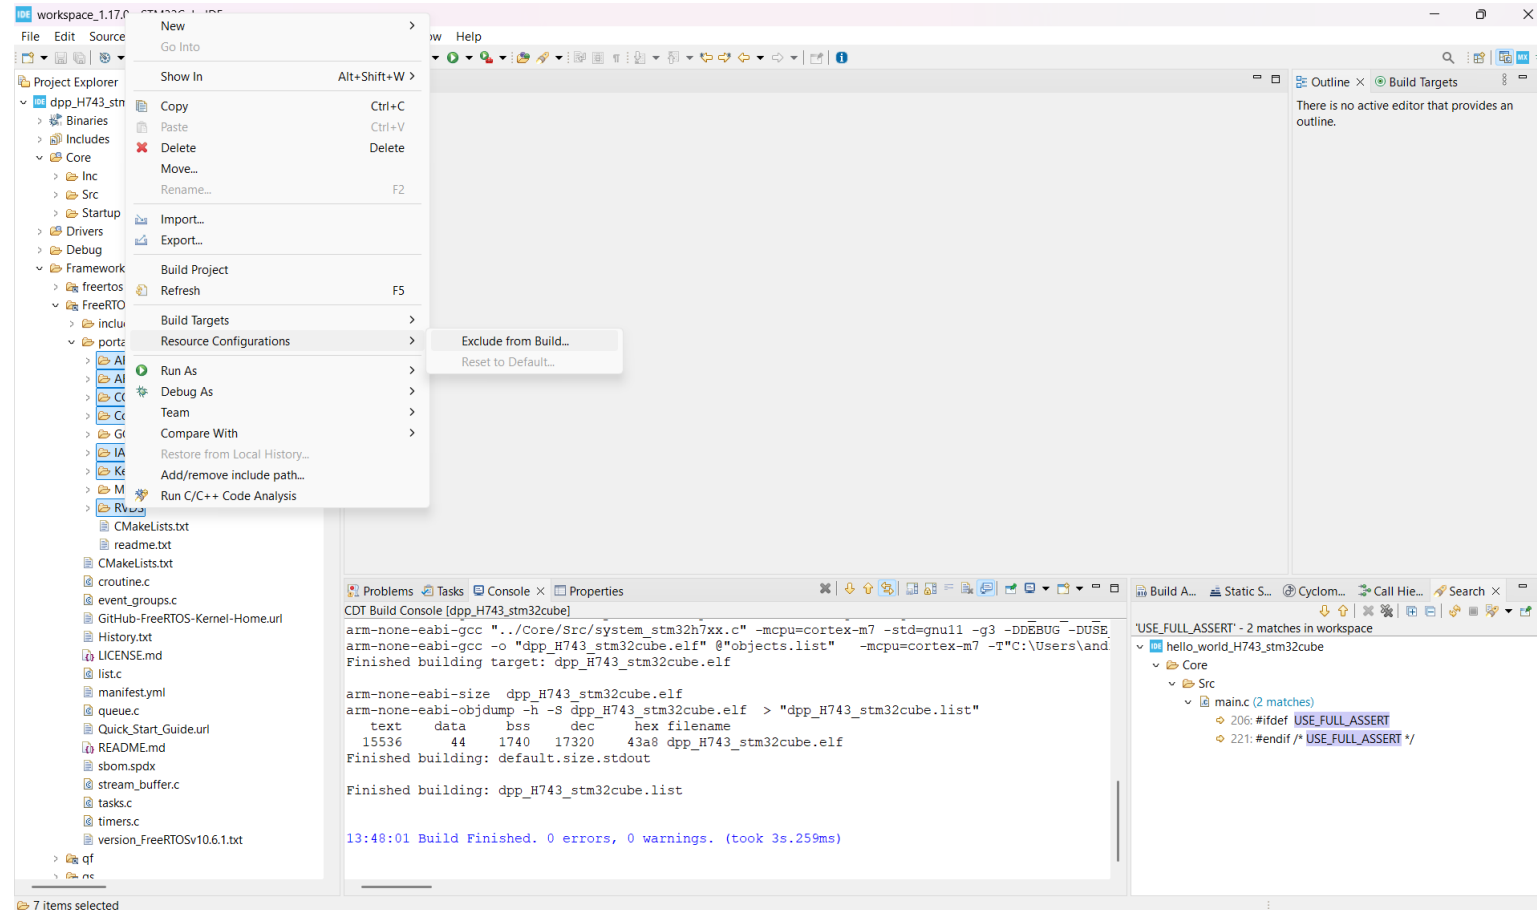 IDE workspace_1.17.0 - STM32CubeIDE
File Edit Source
Help
Project Explorer
dpp_H743_stm
Binaries
Includes
Core
Inc
Src
Startup
Drivers
Debug
Framework
freertos
FreeRTO
inclu
porta
GC
IA
Ke
RVDS
CMakeLists.txt
readme.txt
CMakeLists.txt
croutine.c
event_groups.c
GitHub-FreeRTOS-Kernel-Home.url
History.txt
LICENSE.md
list.c
manifest.yml
queue.c
Quick_Start_Guide.url
README.md
sbom.spdx
stream_buffer.c
tasks.c
timers.c
version_FreeRTOSv10.6.1.txt
qf
qs
7 items selected
New
Go Into
Show In Alt+Shift+W
Copy Ctrl+C
Paste Ctrl+V
Delete Delete
Move...
Rename... F2
Import...
Export...
Build Project
Refresh F5
Build Targets
Resource Configurations
Run As
Debug As
Team
Compare With
Restore from Local History...
Add/remove include path...
Run C/C++ Code Analysis
Exclude from Build...
Reset to Default...
MX
Outline Build Targets
There is no active editor that provides an
outline.
Problems Tasks Console Properties
CDT Build Console [dpp_H743_stm32cube]
arm-none-eabi-gcc "../Core/Src/system_stm32h7xx.c" -mcpu=cortex-m7 -std=gnu11 -g3 -DDEBUG -DUSE_
arm-none-eabi-gcc -o "dpp_H743_stm32cube.elf" @"objects.list" -mcpu=cortex-m7 -T"C:\Users\and
Finished building target: dpp_H743_stm32cube.elf
arm-none-eabi-size dpp_H743_stm32cube.elf
arm-none-eabi-objdump -h -S dpp_H743_stm32cube.elf > "dpp_H743_stm32cube.list"
text data bss dec hex filename
15536 44 1740 17320 43a8 dpp_H743_stm32cube.elf
Finished building: default.size.stdout
Finished building: dpp_H743_stm32cube.list
13:48:01 Build Finished. 0 errors, 0 warnings. (took 3s.259ms)
Build A... Static S... Cyclom... Call Hie... Search
'USE_FULL_ASSERT' - 2 matches in workspace
IDE hello_world_H743_stm32cube
Core
Src
main.c (2 matches)
206: #ifdef USE_FULL_ASSERT
221: #endif /* USE_FULL_ASSERT */